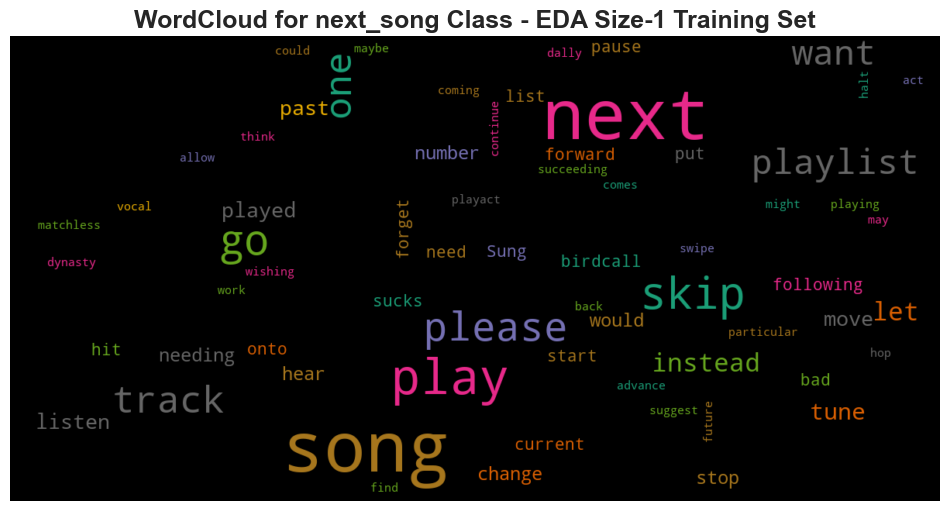 WordCloud for next_song Class - EDA Size-1 Training Set
could
maybe
dally
pause
want
one
halt
act
coming
list
past
next
continue
think
number
forward
put
playlist
allow
succeeding
comes
playact
vocal
played
forget
might
playing
may
matchless
go
need
Sung
swipe
dynasty
wishing
birdcall
work
sucks
skip
following
back
please
would
move
let
particular
hit
needing
onto
start
instead
hop
hear
play
advance
bad
track
suggest
future
tune
listen
song
current
change
stop
find